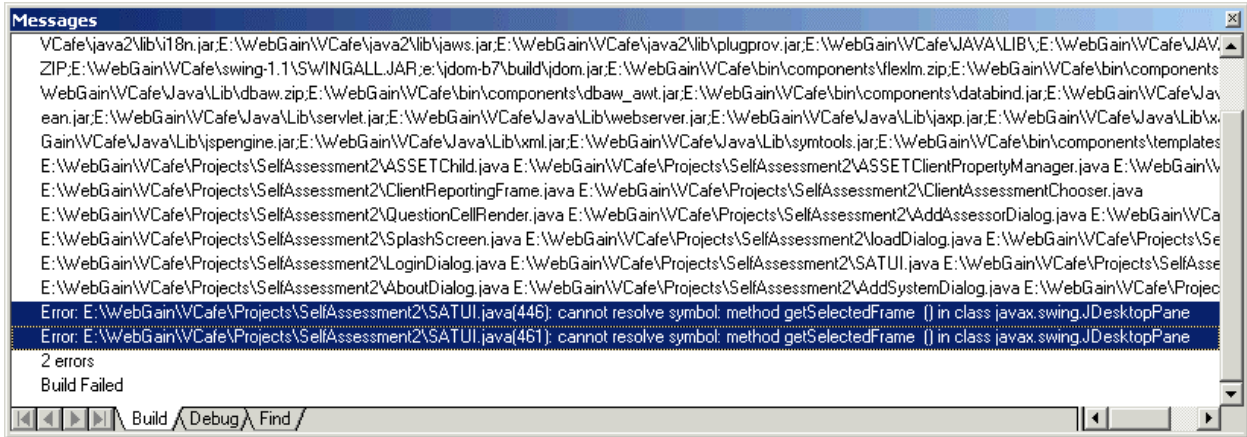 Messages
VCafe\java2\lib\i18n.jar;E:\WebGain\VCafe\java2\lib\jaws.jar;E:\WebGain\VCafe\java2\lib\plugprov.jar;E:\WebGain\VCafe\JAVA\LIB\;E:\WebGain\VCafe\JAV
ZIP;E:\WebGain\VCafe\swing-1.1\SWINGALL.JAR;e:\jdom-b7\build\jdom.jar;E:\WebGain\VCafe\bin\components\flexlm.zip;E:\WebGain\VCafe\bin\components
WebGain\VCafe\Java\Lib\dbaw.zip;E:\WebGain\VCafe\bin\components\dbaw_awt.jar;E:\WebGain\VCafe\bin\components\databind.jar;E:\WebGain\VCafe\Jav
ean.jar;E:\WebGain\VCafe\Java\Lib\servlet.jar;E:\WebGain\VCafe\Java\Lib\webserver.jar;E:\WebGain\VCafe\Java\Lib\jaxp.jar;E:\WebGain\VCafe\Java\Lib\x
Gain\VCafe\Java\Lib\jspengine.jar;E:\WebGain\VCafe\Java\Lib\xml.jar;E:\WebGain\VCafe\Java\Lib\symtools.jar;E:\WebGain\VCafe\bin\components\templates
E:\WebGain\VCafe\Projects\SelfAssessment2\ASSETChild.java E:\WebGain\VCafe\Projects\SelfAssessment2\ASSETClientPropertyManager.java E:\WebGain\V
E:\WebGain\VCafe\Projects\SelfAssessment2\ClientReportingFrame.java E:\WebGain\VCafe\Projects\SelfAssessment2\ClientAssessmentChooser.java
E:\WebGain\VCafe\Projects\SelfAssessment2\QuestionCellRender.java E:\WebGain\VCafe\Projects\SelfAssessment2\AddAssessorDialog.java E:\WebGain\VCa
E:\WebGain\VCafe\Projects\SelfAssessment2\SplashScreen.java E:\WebGain\VCafe\Projects\SelfAssessment2\loadDialog.java E:\WebGain\VCafe\Projects\Se
E:\WebGain\VCafe\Projects\SelfAssessment2\LoginDialog.java E:\WebGain\VCafe\Projects\SelfAssessment2\SATUI.java E:\WebGain\VCafe\Projects\SelfAsse
E:\WebGain\VCafe\Projects\SelfAssessment2\AboutDialog.java E:\WebGain\VCafe\Projects\SelfAssessment2\AddSystemDialog.java E:\WebGain\VCafe\Projec
Error: E:\WebGain\VCafe\Projects\SelfAssessment2\SATUI.java(446): cannot resolve symbol: method getSelectedFrame  () in class javax.swing.JDesktopPane
Error: E:\WebGain\VCafe\Projects\SelfAssessment2\SATUI.java(461): cannot resolve symbol: method getSelectedFrame  () in class javax.swing.JDesktopPane
2 errors
Build Failed
Build Debug Find